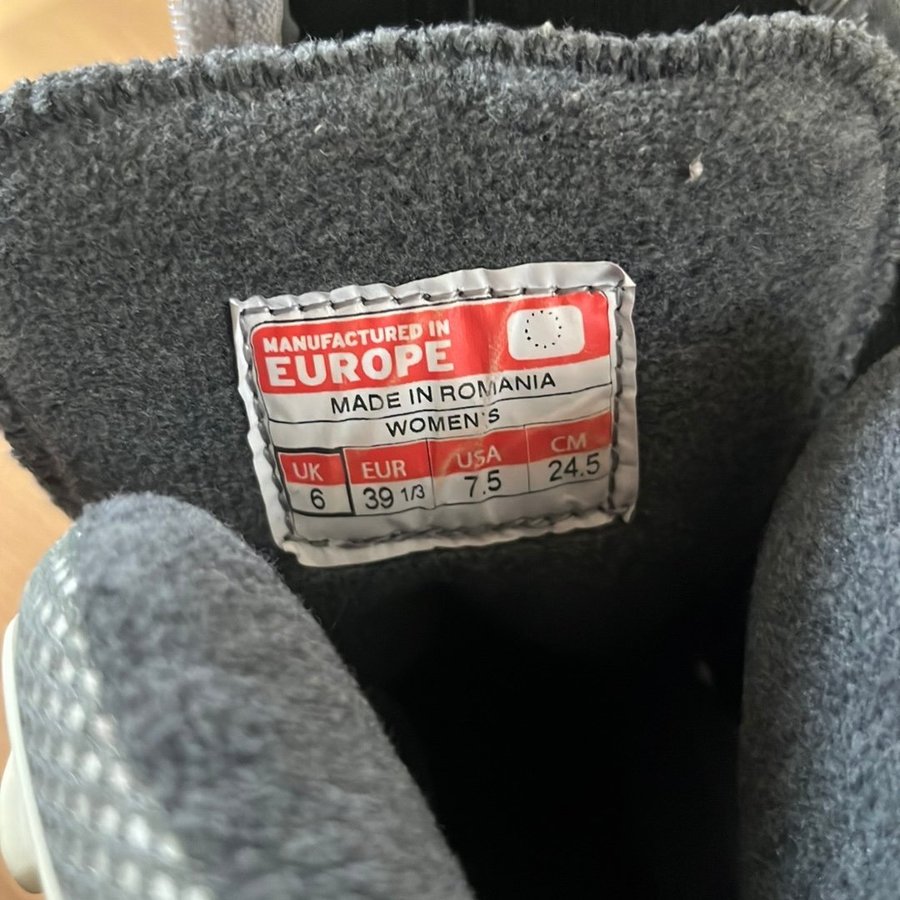 MANUFACTURED IN
EUROPE
MADE IN ROMANIA
WOMEN'S
UK EUR USA CM
6 39 1/3 7.5 24.5